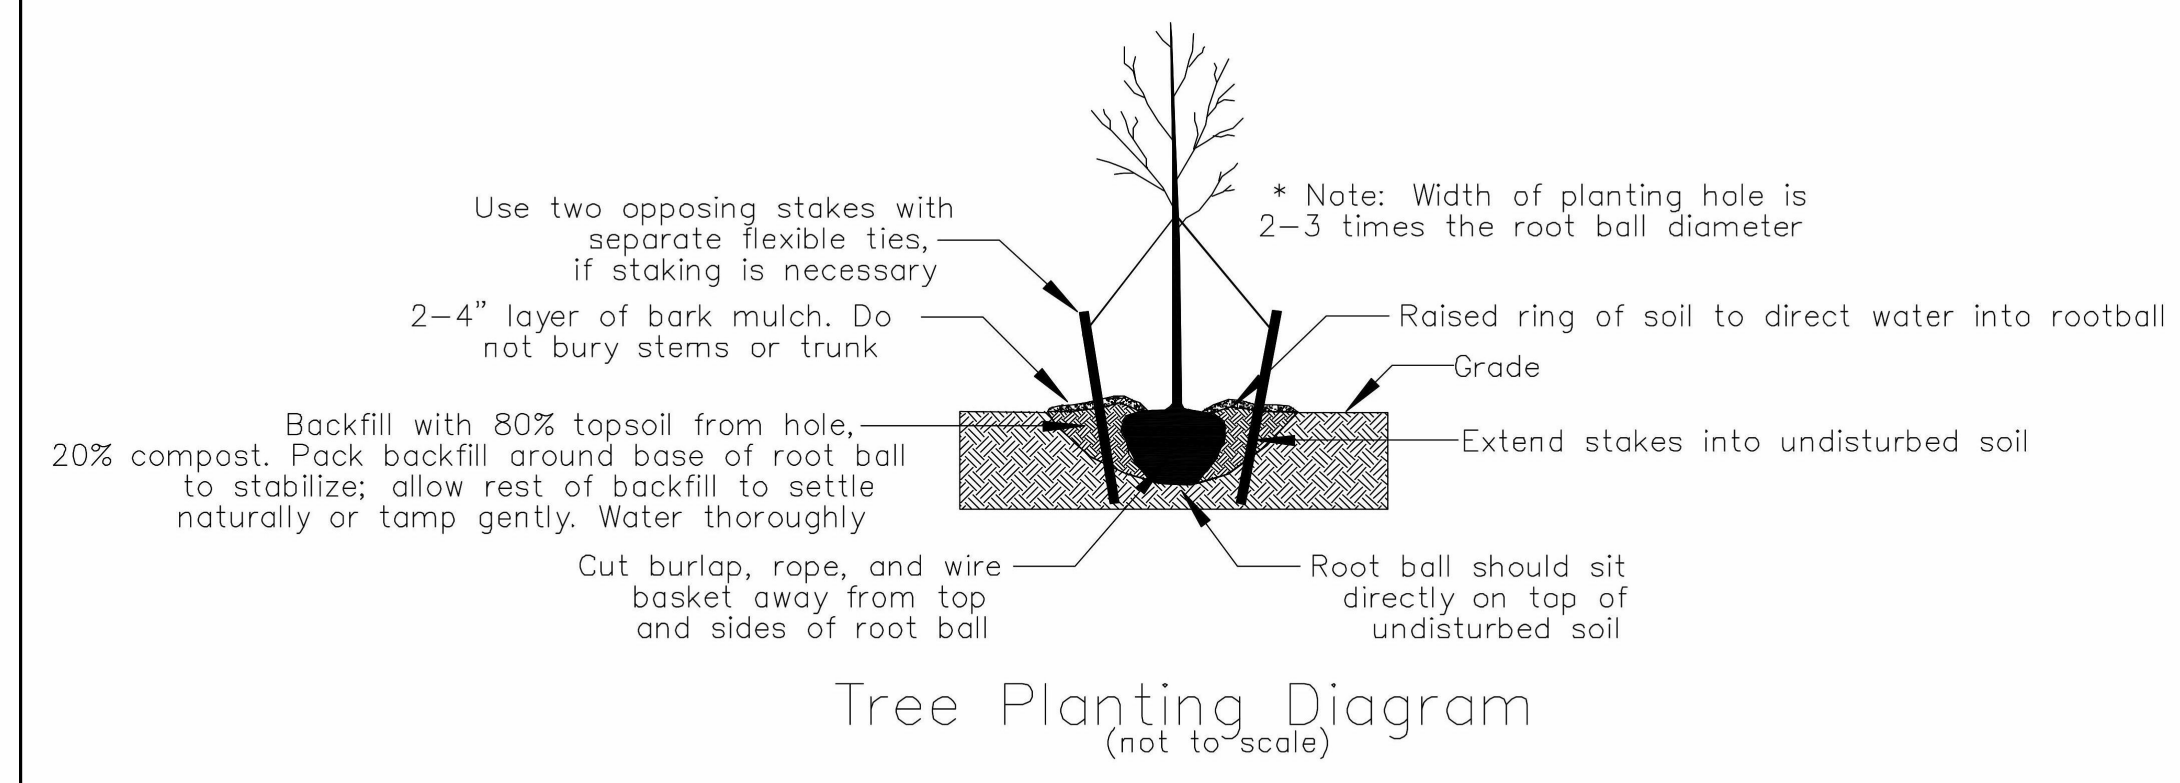 Use two opposing stakes with
separate flexible ties,
if staking is necessary
* Note: Width of planting hole is
2-3 times the root ball diameter
2-4" layer of bark mulch. Do
not bury stems or trunk
Raised ring of soil to direct water into rootball
Grade
Backfill with 80% topsoil from hole,
20% compost. Pack backfill around base of root ball
to stabilize; allow rest of backfill to settle
naturally or tamp gently. Water thoroughly
Extend stakes into undisturbed soil
Cut burlap, rope, and wire
basket away from top
and sides of root ball
Root ball should sit
directly on top of
undisturbed soil
Tree Planting Diagram
(not to scale)